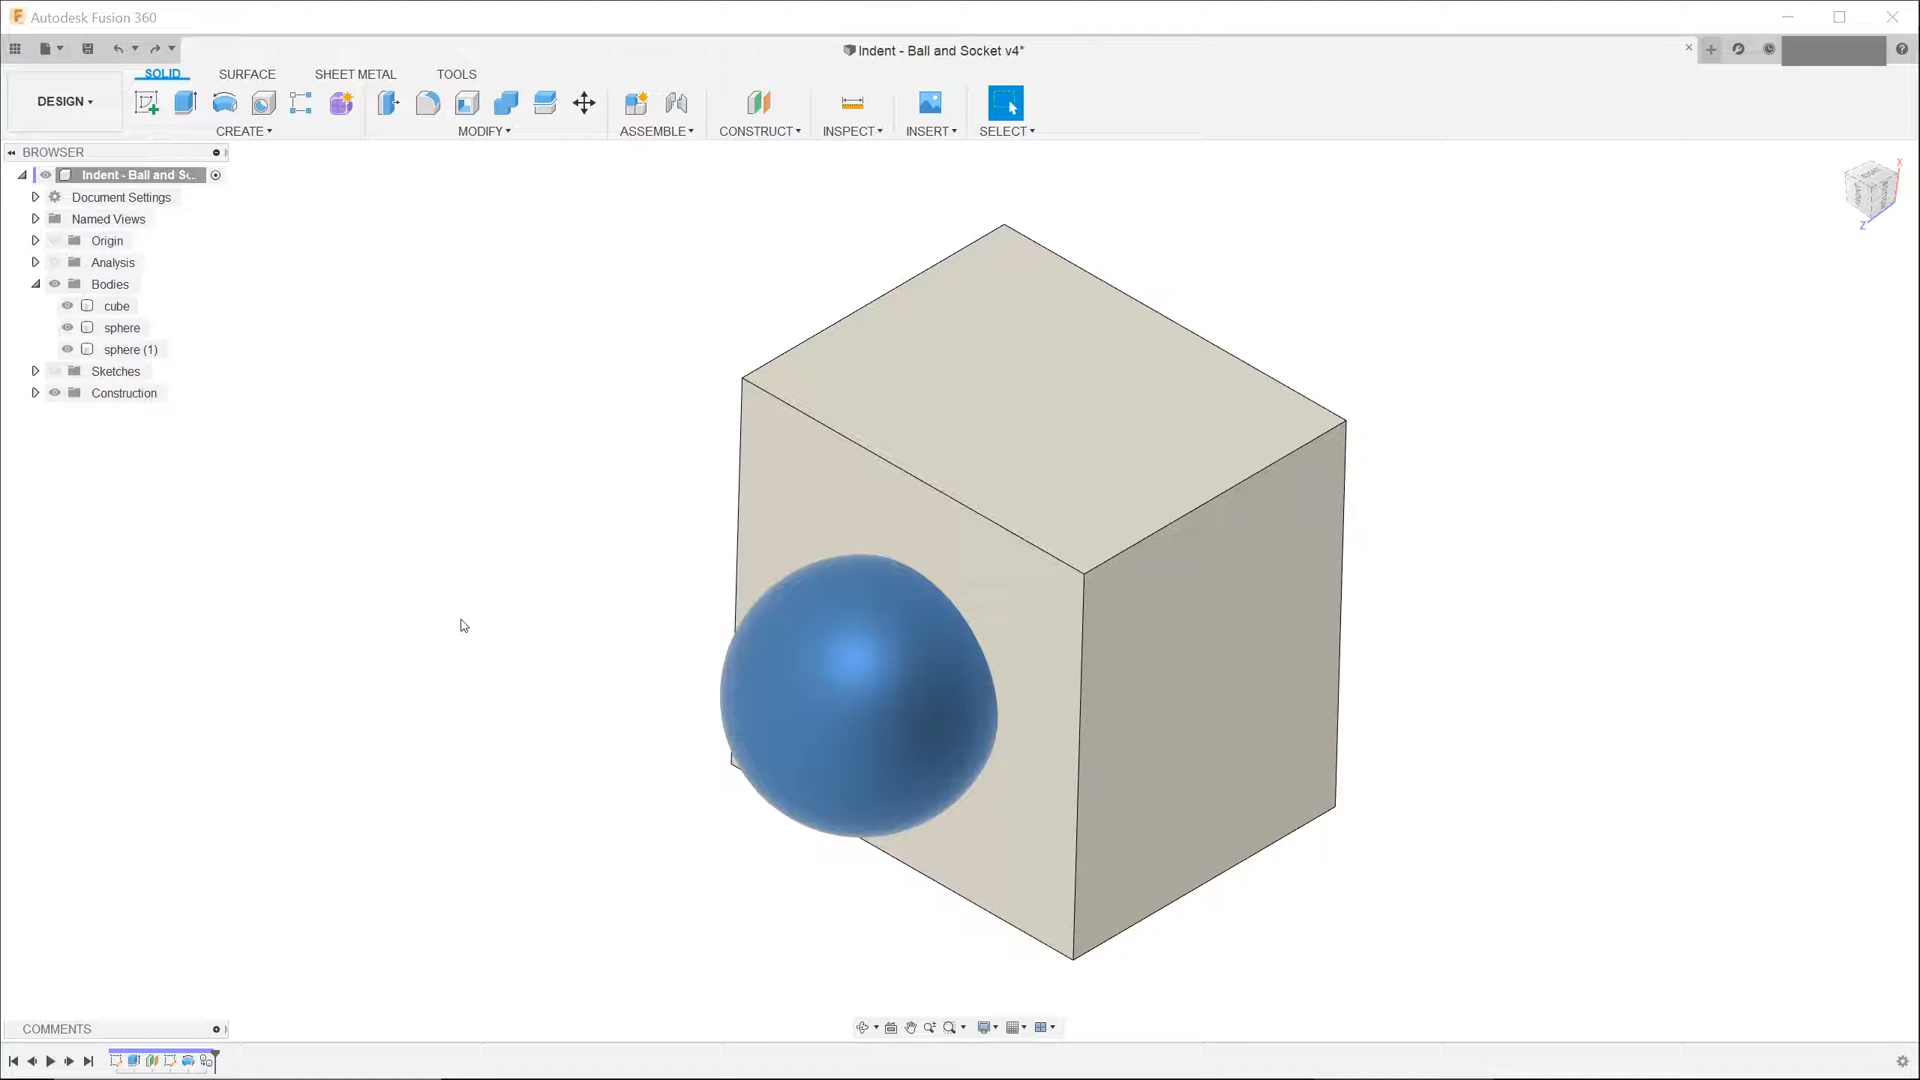 Autodesk Fusion 360
Indent - Ball and Socket v4*
SOLID
SURFACE
SHEET METAL
TOOLS
DESIGN
CREATE
MODIFY
ASSEMBLE
CONSTRUCT
INSPECT
INSERT
SELECT
BROWSER
Indent - Ball and S...
Document Settings
Named Views
Origin
Analysis
Bodies
cube
sphere
sphere (1)
Sketches
Construction
X
RIGHT
Z
COMMENTS